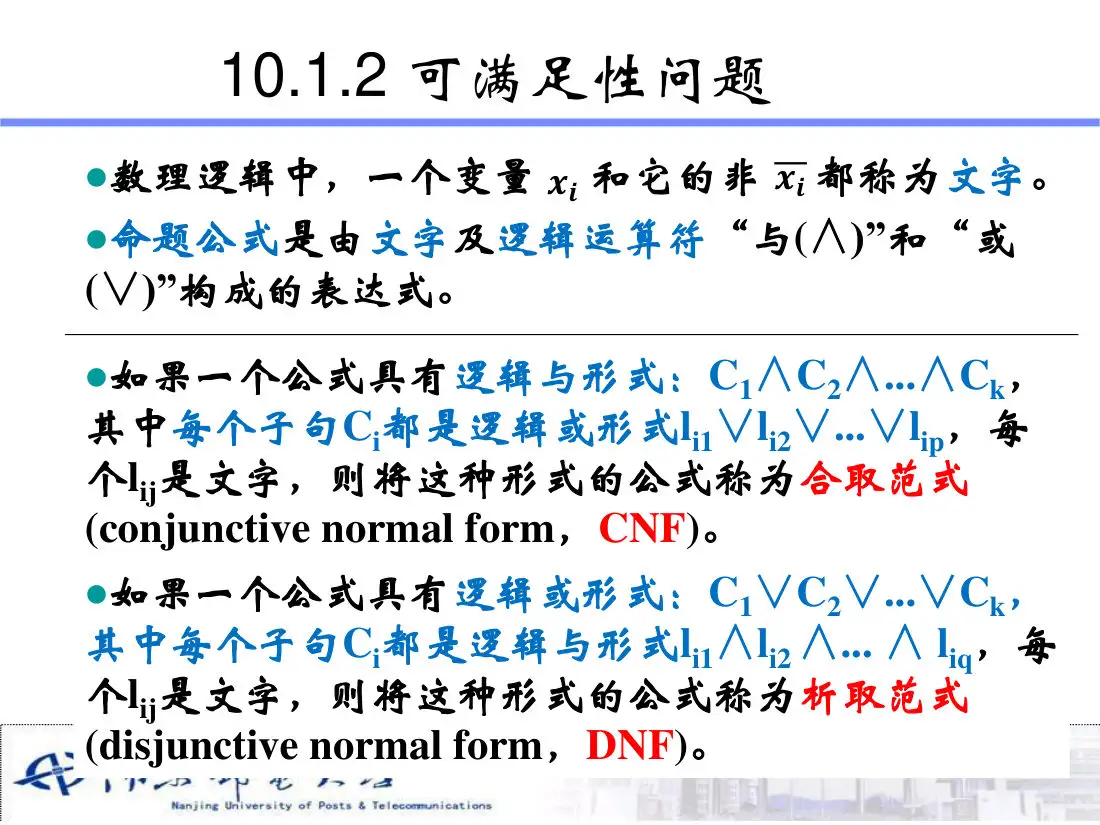 10.1.2 可满足性问题
●数理逻辑中，一个变量 xᵢ 和它的非 x̅ᵢ 都称为文字。
●命题公式是由文字及逻辑运算符“与(∧)”和“或
(∨)”构成的表达式。
●如果一个公式具有逻辑与形式：C₁∧C₂∧...∧Cₖ，
其中每个子句Cᵢ都是逻辑或形式lᵢ₁∨lᵢ₂∨...∨lᵢₚ，每
个lᵢⱼ是文字，则将这种形式的公式称为合取范式
(conjunctive normal form，CNF)。
●如果一个公式具有逻辑或形式：C₁∨C₂∨...∨Cₖ，
其中每个子句Cᵢ都是逻辑与形式lᵢ₁∧lᵢ₂ ∧... ∧ lᵢq，每
个lᵢⱼ是文字，则将这种形式的公式称为析取范式
(disjunctive normal form，DNF)。
Nanjing University of Posts & Telecommunications